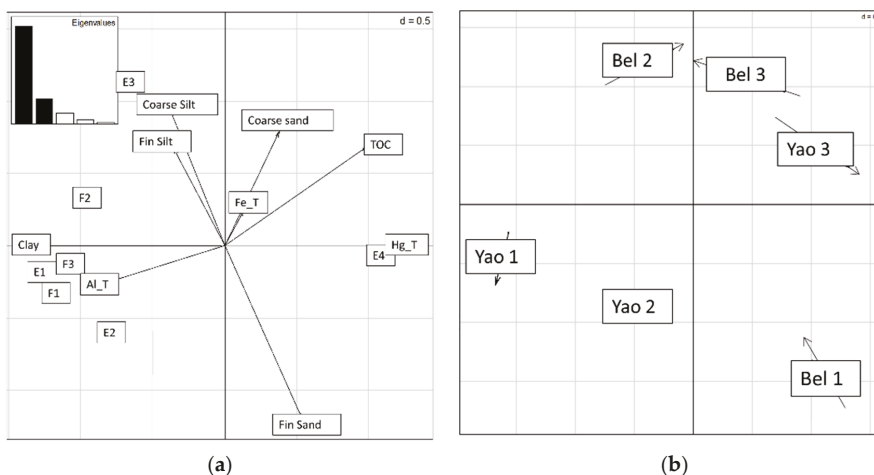 Eigenvalues
d = 0.5
E3
Coarse Silt
Coarse sand
Fin Silt
TOC
F2
Fe_T
Clay
Hg_T
E4
F3
E1
Al_T
F1
E2
Fin Sand
(a)
Bel 2
Bel 3
Yao 3
Yao 1
Yao 2
Bel 1
(b)